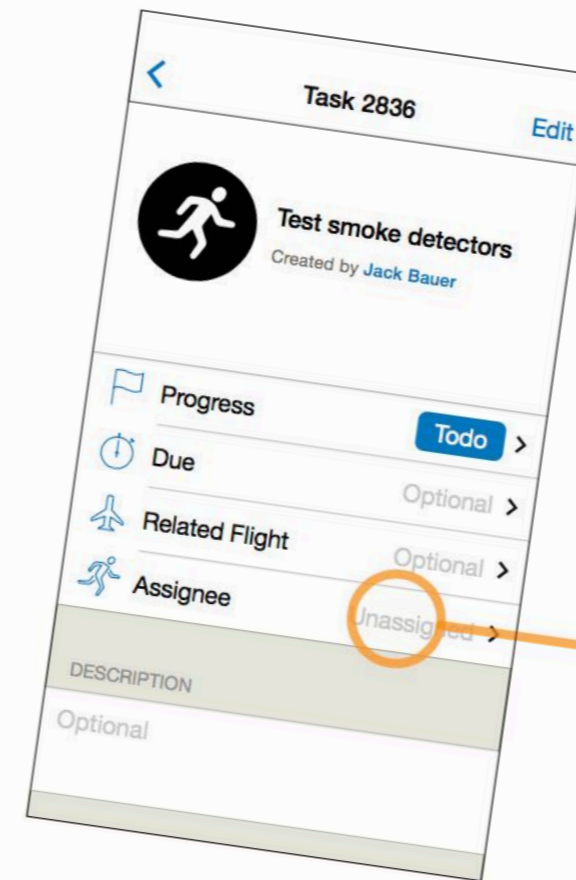 Task 2836
Edit
Test smoke detectors
Created by Jack Bauer
Progress
Todo
Due
Optional
Related Flight
Optional
Assignee
Unassigned
DESCRIPTION
Optional